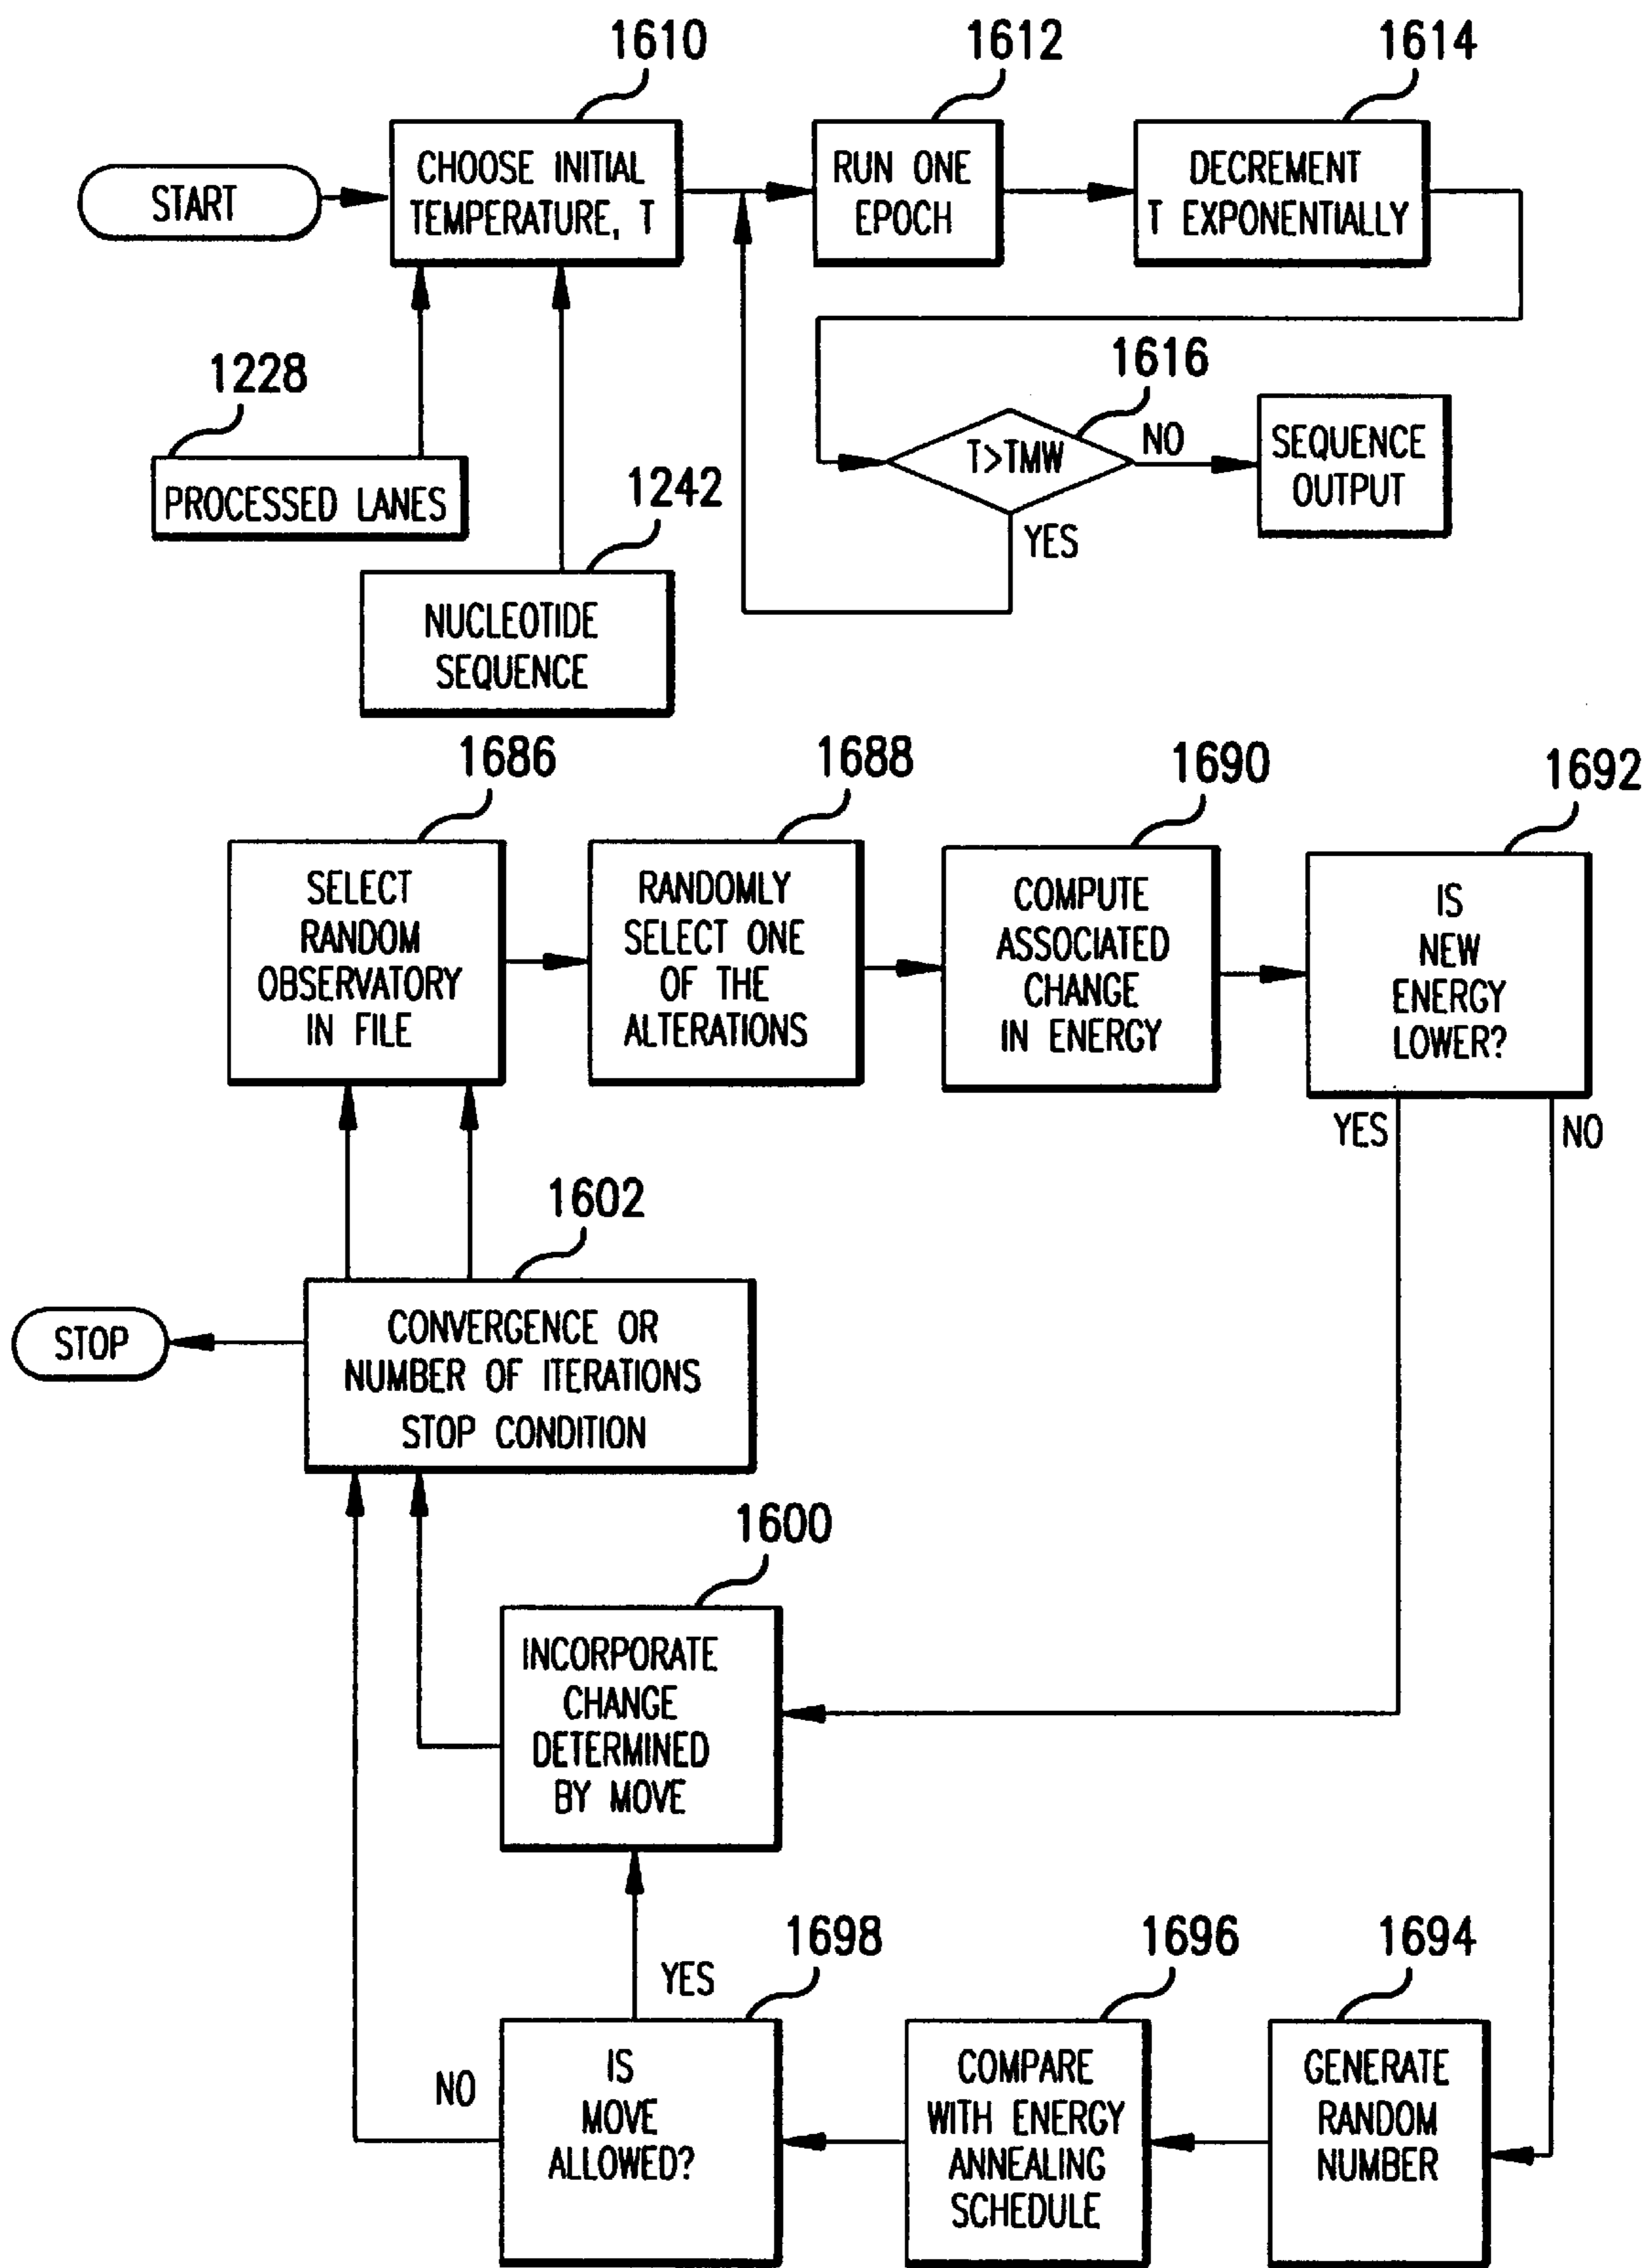 1610
1612
1614
START
CHOOSE INITIAL
TEMPERATURE, T
RUN ONE
EPOCH
DECREMENT
T EXPONENTIALLY
1228
PROCESSED LANES
1616
T>TMW
NO
YES
SEQUENCE
OUTPUT
1242
NUCLEOTIDE
SEQUENCE
1686
1688
1690
1692
SELECT
RANDOM
OBSERVATORY
IN FILE
RANDOMLY
SELECT ONE
OF THE
ALTERATIONS
COMPUTE
ASSOCIATED
CHANGE
IN ENERGY
IS
NEW
ENERGY
LOWER?
YES
NO
1602
STOP
CONVERGENCE OR
NUMBER OF ITERATIONS
STOP CONDITION
1600
INCORPORATE
CHANGE
DETERMINED
BY MOVE
YES
1698
1696
1694
NO
IS
MOVE
ALLOWED?
COMPARE
WITH ENERGY
ANNEALING
SCHEDULE
GENERATE
RANDOM
NUMBER